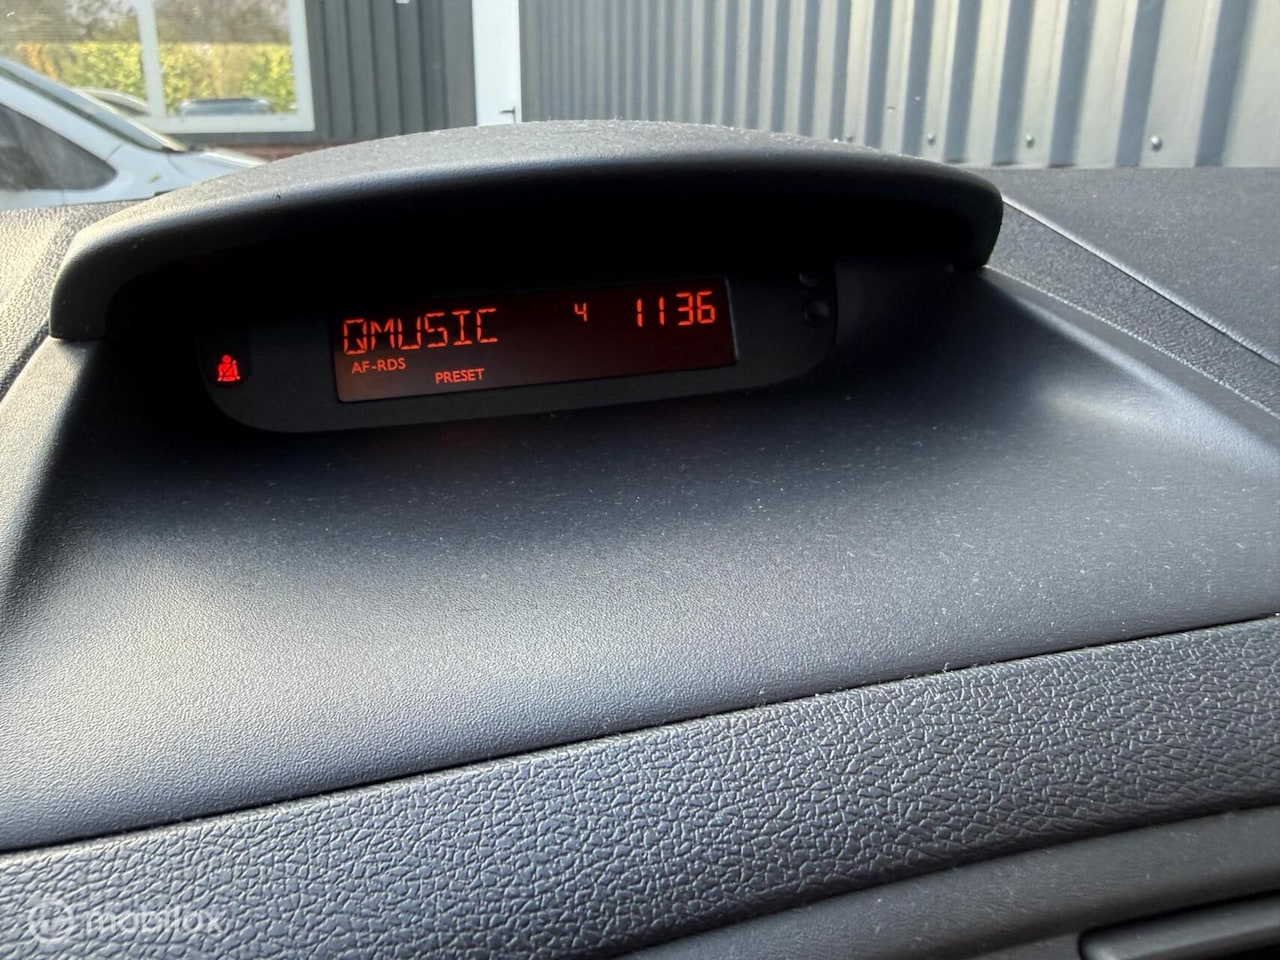 QMUSIC 4 1136
AF-RDS
PRESET
mobilox